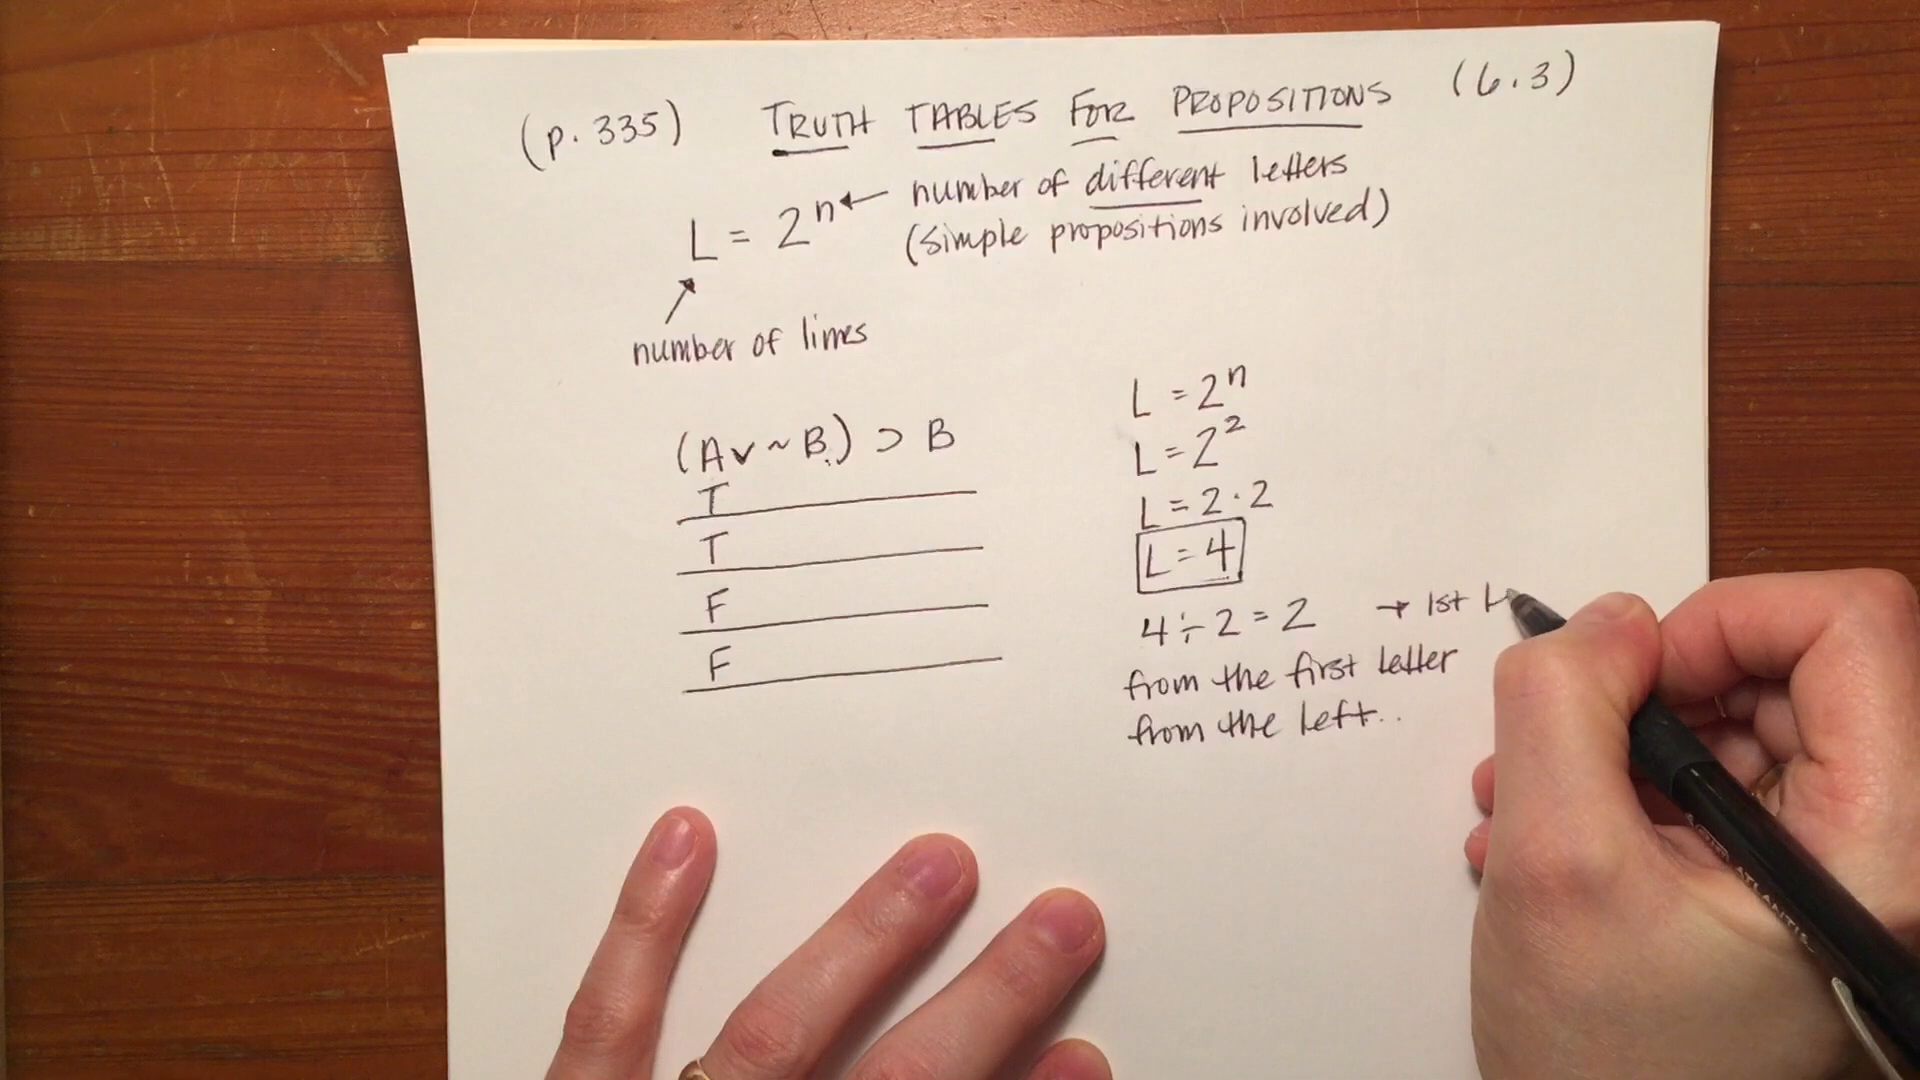 (p. 335) TRUTH TABLES FOR PROPOSITIONS (6.3)
L = 2ⁿ ← number of different letters
(simple propositions involved)
number of lines
(A v ~ B.) ⊃ B
T
T
F
F
L = 2ⁿ
L = 2²
L = 2 · 2
L = 4
4 ÷ 2 = 2 → 1st L
from the first letter
from the left..
ATLANTIS